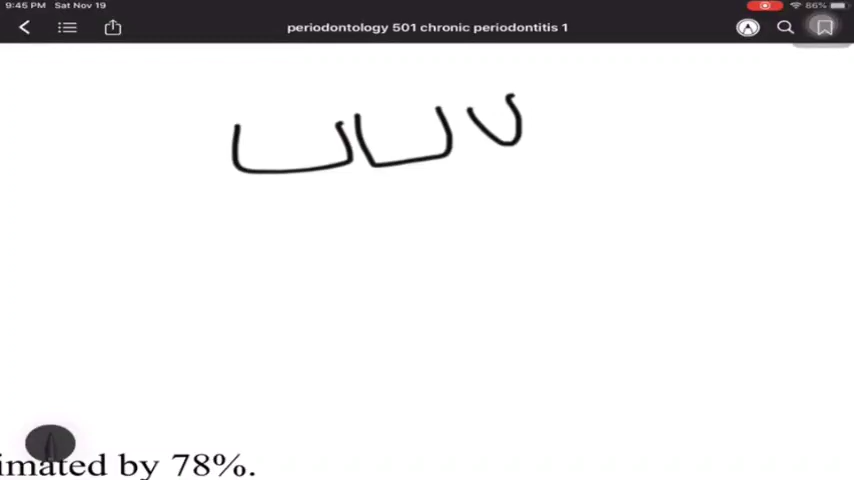 9:45 PM Sat Nov 19
86%
periodontology 501 chronic periodontitis 1
imated by 78%.